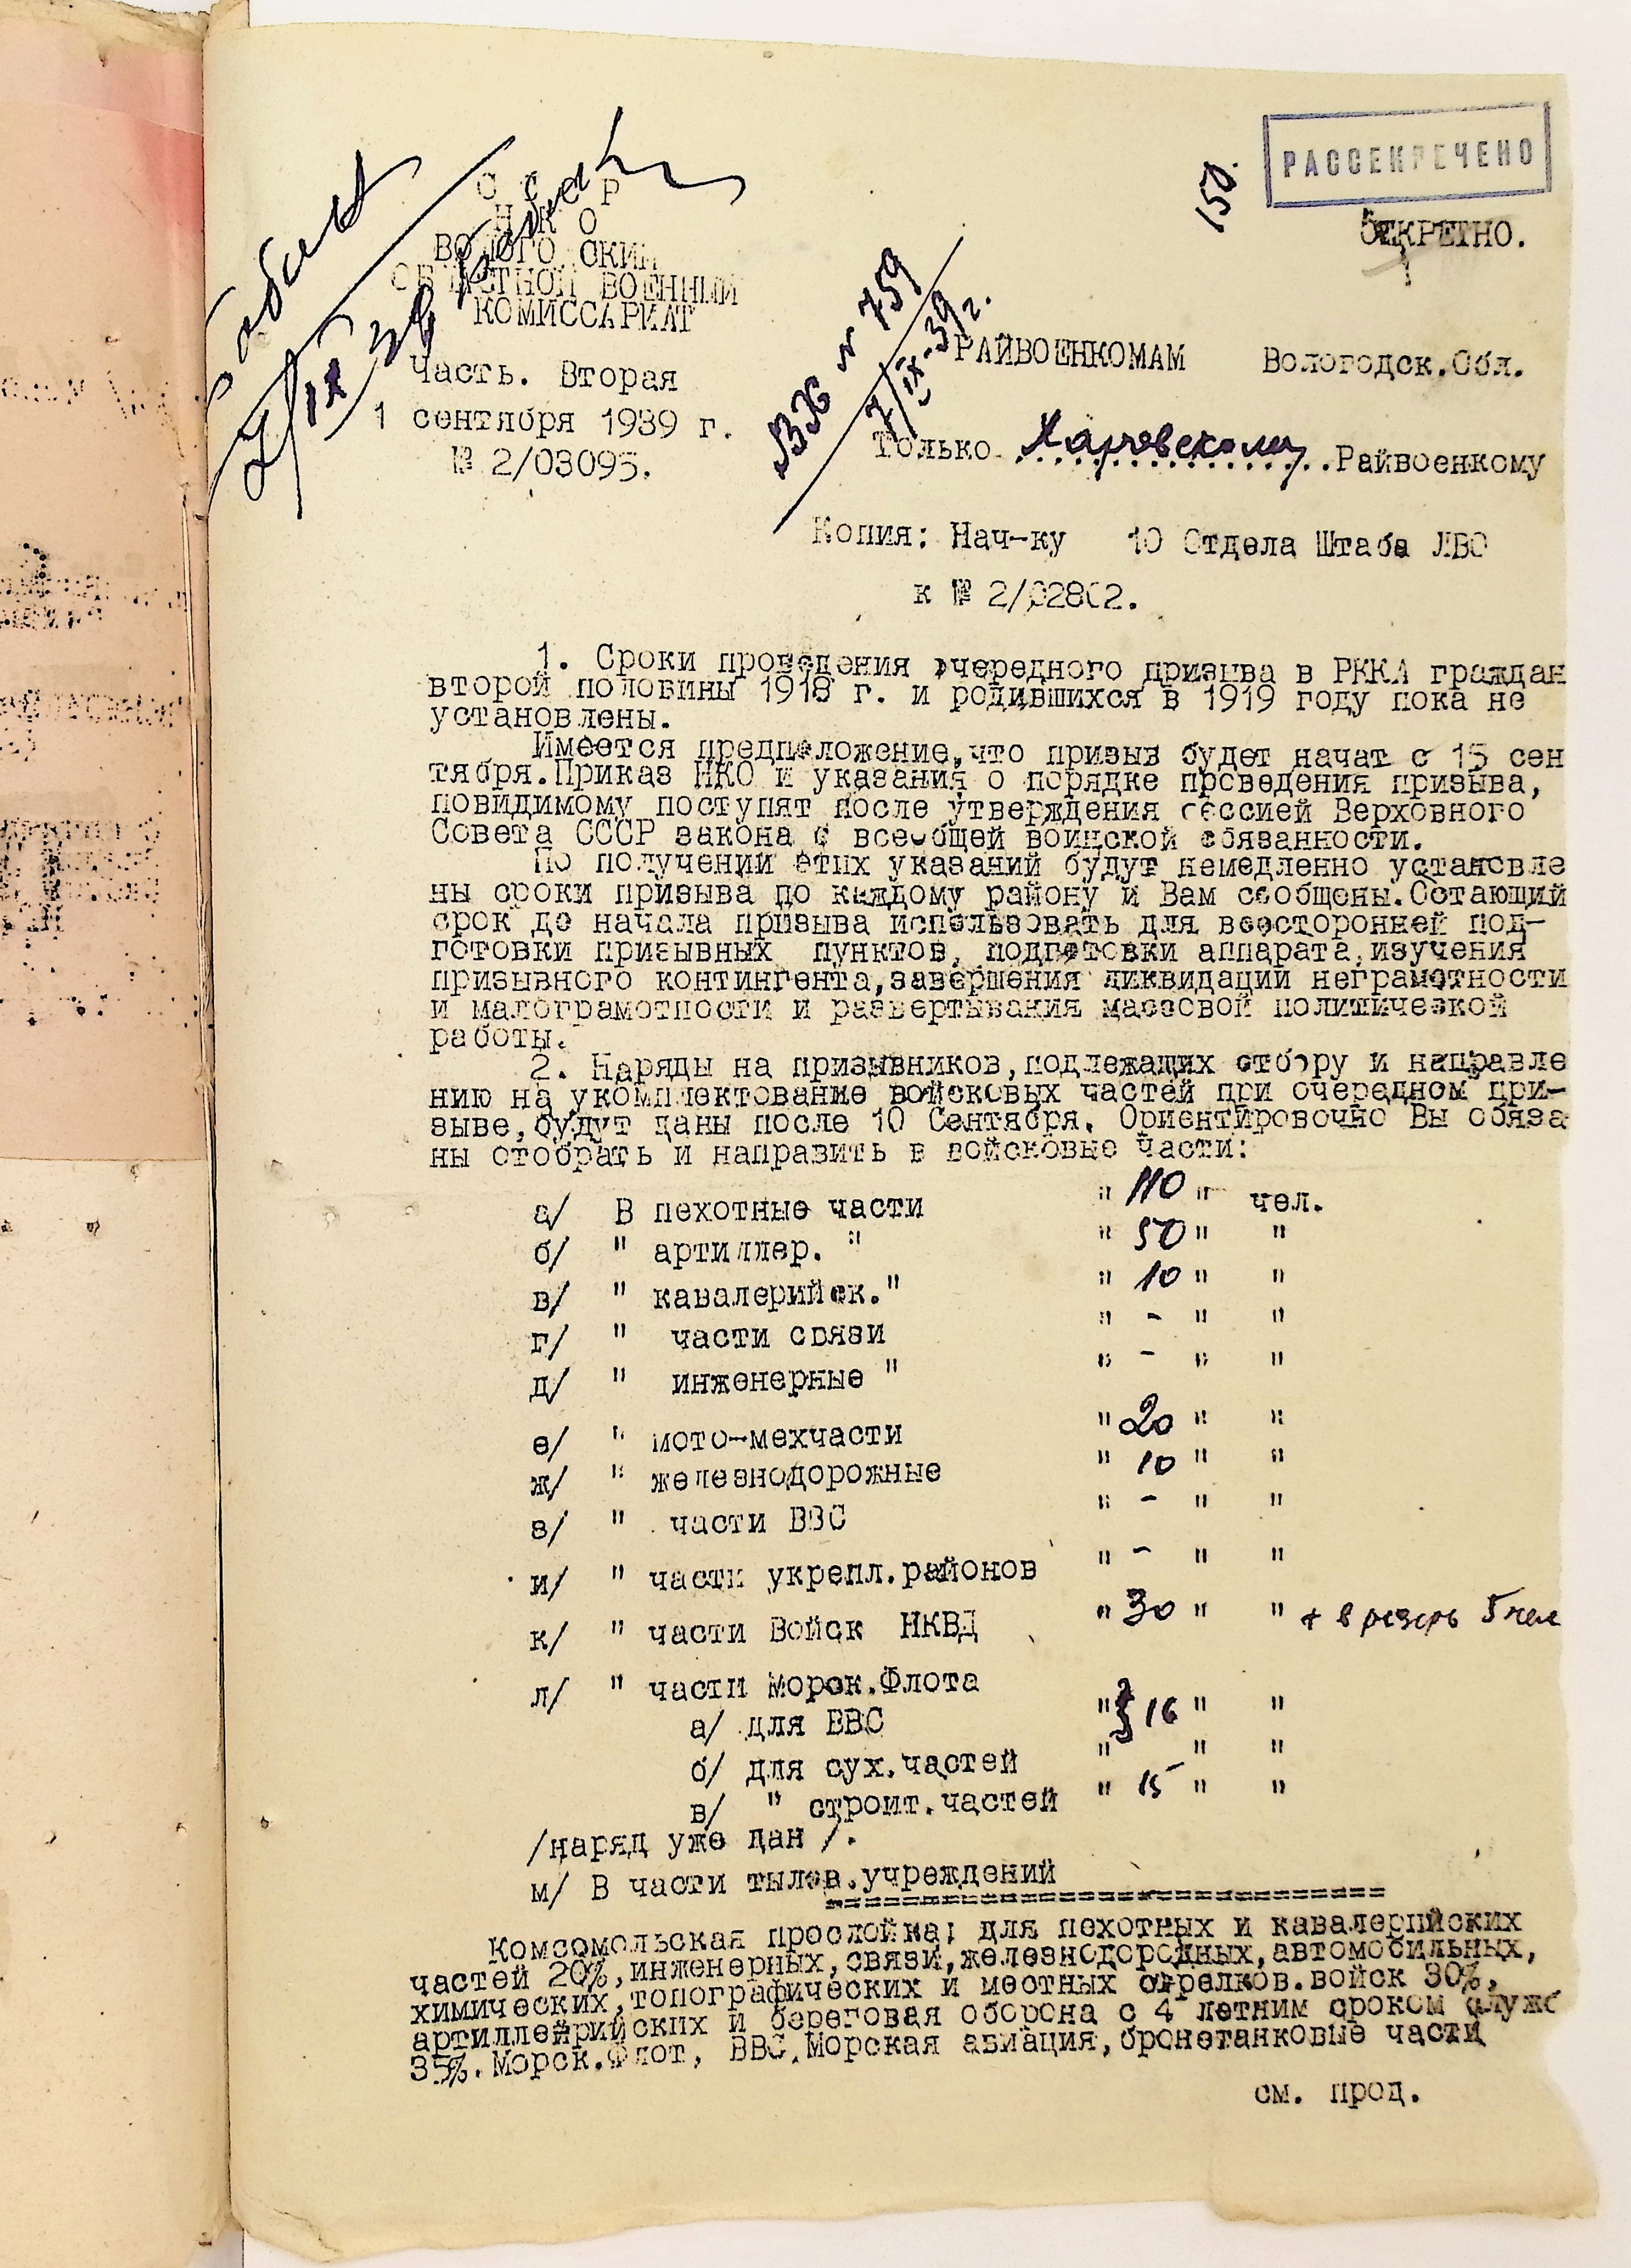 РАССЕКРЕЧЕНО
150.
СЕКРЕТНО.
С С Р
Н К О
ВОЛОГОДСКИЙ
ОБЛАСТНОЙ ВОЕННЫЙ
КОМИССАРИАТ
Часть. Вторая
1 сентября 1939 г.
№ 2/03095.
ВХ № 759
7/IX-39г.
РАЙВОЕНКОМАМ Вологодск.Обл.
Только Харовскому Райвоенкому
Копия: Нач-ку 10 Отдела Штаба ЛВО
к № 2/02802.
1. Сроки проведения очередного призыва в РККА граждан
второй половины 1918 г. и родившихся в 1919 году пока не
установлены.
Имеется предположение,что призыв будет начат с 15 сен
тября.Приказ НКО и указания о порядке проведения призыва,
повидимому поступят после утверждения сессией Верховного
Совета СССР закона о всеобщей воинской обязанности.
По получении етих указаний будут немедленно установле
ны сроки призыва по каждому району и Вам сообщены.Остающий
срок до начала призыва использовать для всесторонней под-
готовки призывных пунктов, подготовки аппарата,изучения
призывного контингента,завершения ликвидации неграмотности
и малограмотности и развертывания массовой политической
работы.
2. Наряды на призывников,подлежащих отбору и направле
нию на укомплектование войсковых частей при очередном при-
зыве,будут даны после 10 Сентября. Ориентировочно Вы обяза
ны отобрать и направить в войсковые части:
а/ В пехотные части " 110 " чел.
б/ " артиллер. " " 50 " "
в/ " кавалерийск." " 10 " "
г/ " части связи " - " "
д/ " инженерные " " - " "
е/ " мото-мехчасти " 20 " "
ж/ " железнодорожные " 10 " "
з/ " части ВВС " - " "
и/ " части укрепл.районов " - " "
к/ " части Войск НКВД " 30 " " + в резерв 5 чел
л/ " части Морск.Флота
а/ для ВВС " } 16 " "
б/ для сух.частей " " "
в/ " строит.частей " 15 " "
/наряд уже дан /.
м/ В части тылов.учреждений
================================
Комсомольская прослойка; для пехотных и кавалерийских
частей 20%,инженерных,связи,железнодородных,автомобильных,
химических,топографических и местных стрелков.войск 30%,
артиллейрийских и береговая оборона с 4 летним сроком служб
35%.Морск.Флот, ВВС,Морская авиация,бронетанковые части
см. прод.